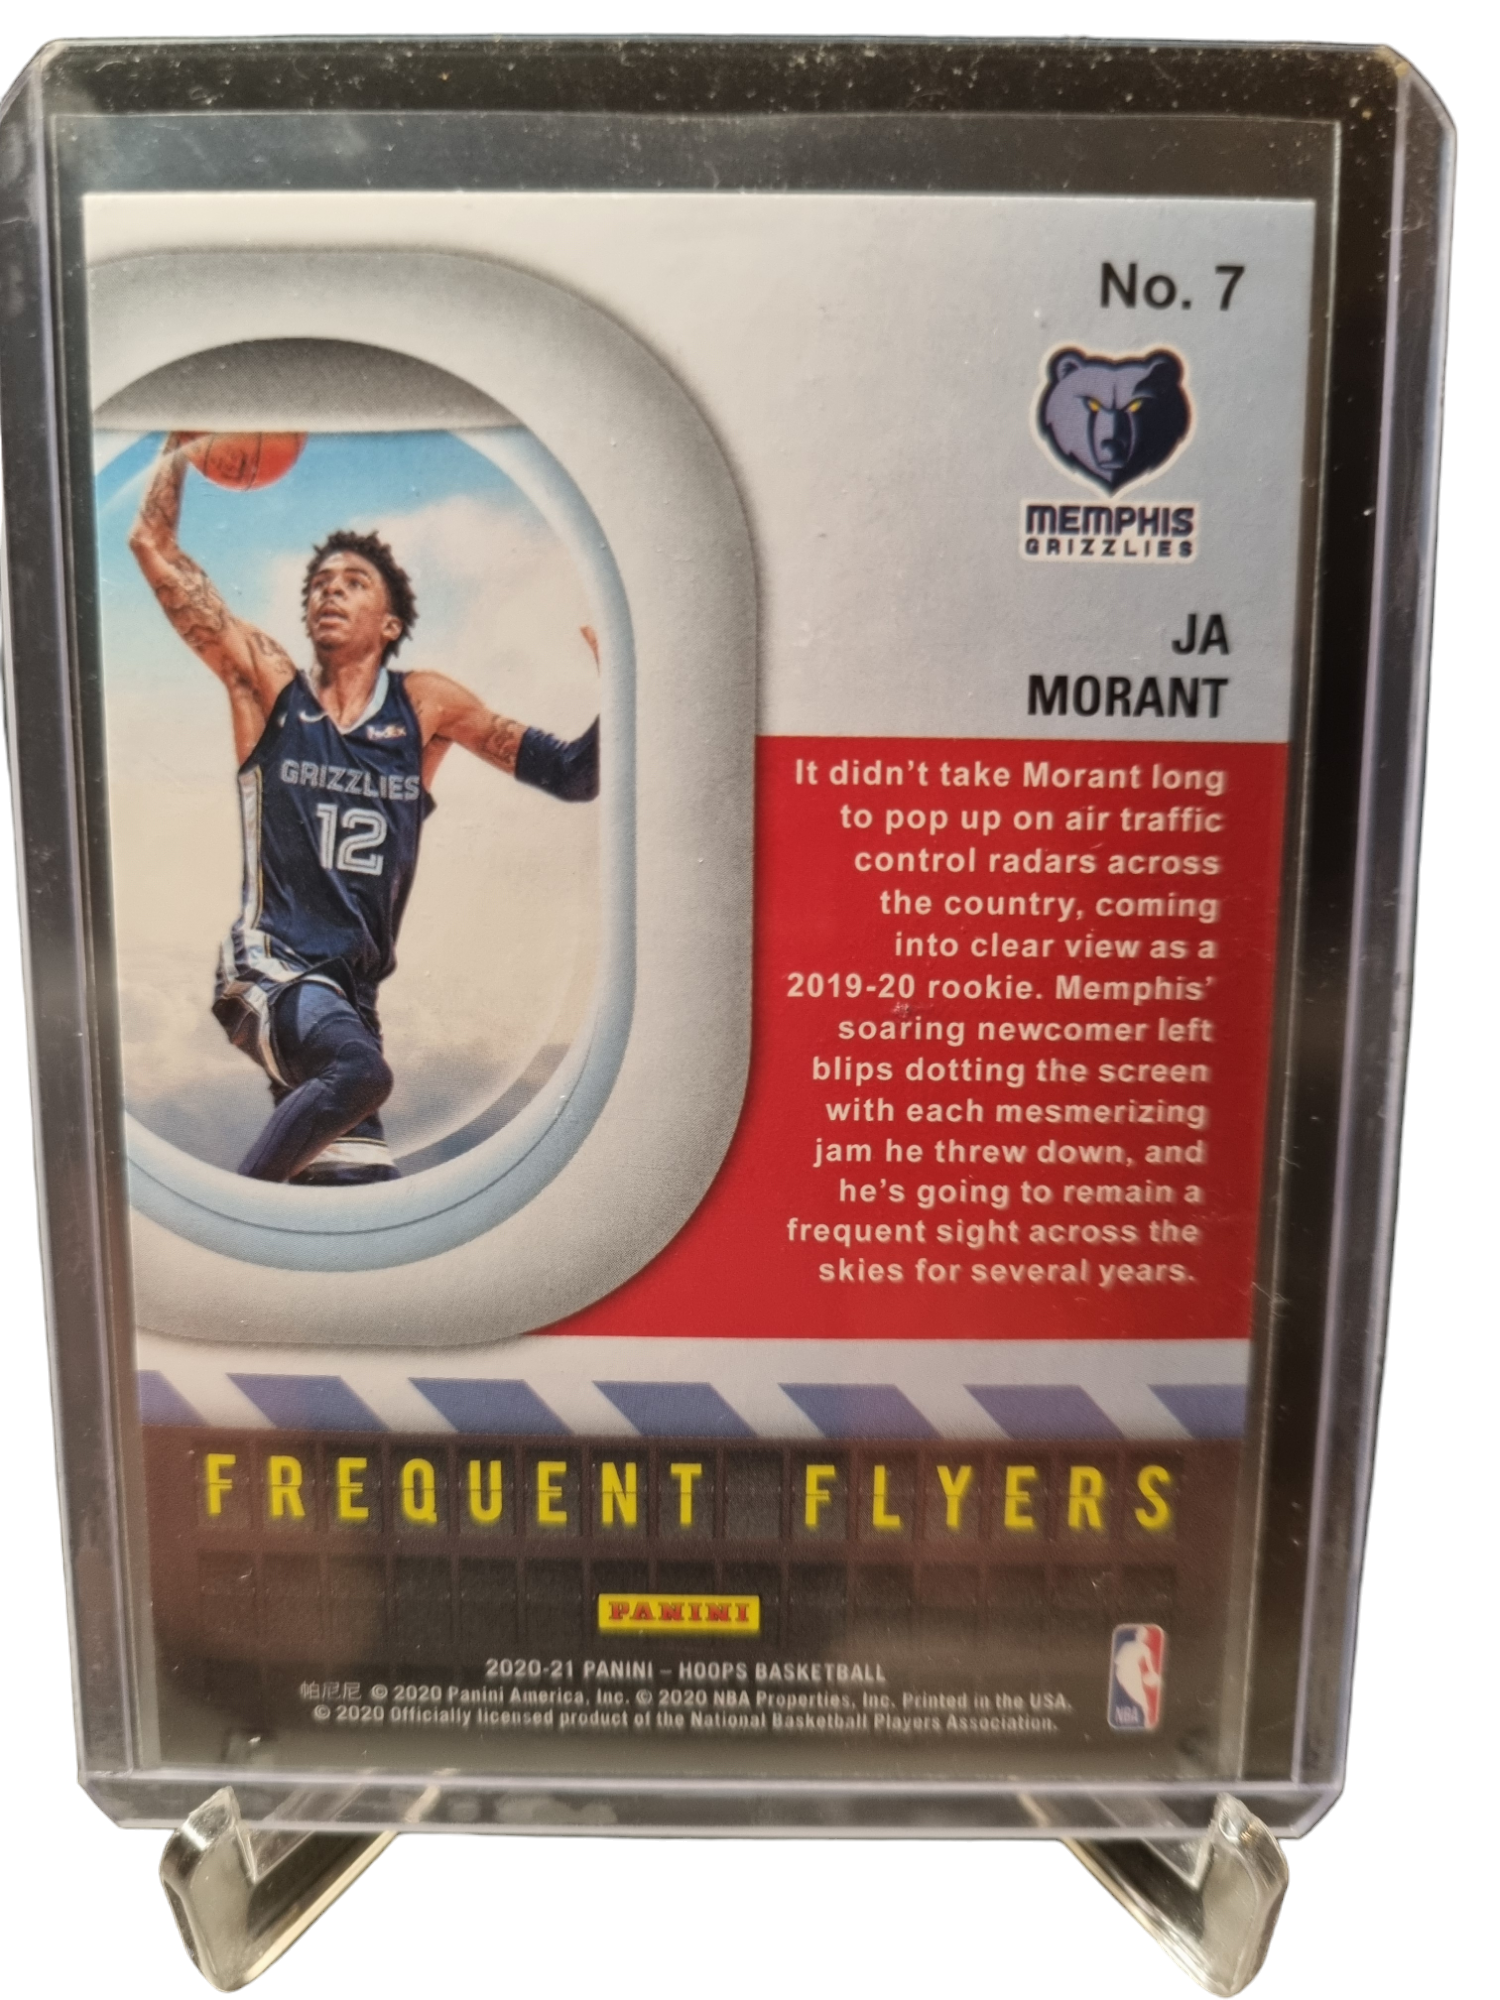 No. 7
MEMPHIS
GRIZZLIES
JA
MORANT
FedEx
GRIZZLIES
12
It didn't take Morant long
to pop up on air traffic
control radars across
the country, coming
into clear view as a
2019-20 rookie. Memphis'
soaring newcomer left
blips dotting the screen
with each mesmerizing
jam he threw down, and
he's going to remain a
frequent sight across the
skies for several years.
FREQUENT FLYERS
PANINI
2020-21 PANINI – HOOPS BASKETBALL
帕尼尼 © 2020 Panini America, Inc. © 2020 NBA Properties, Inc. Printed in the USA.
© 2020 Officially licensed product of the National Basketball Players Association.
NBA